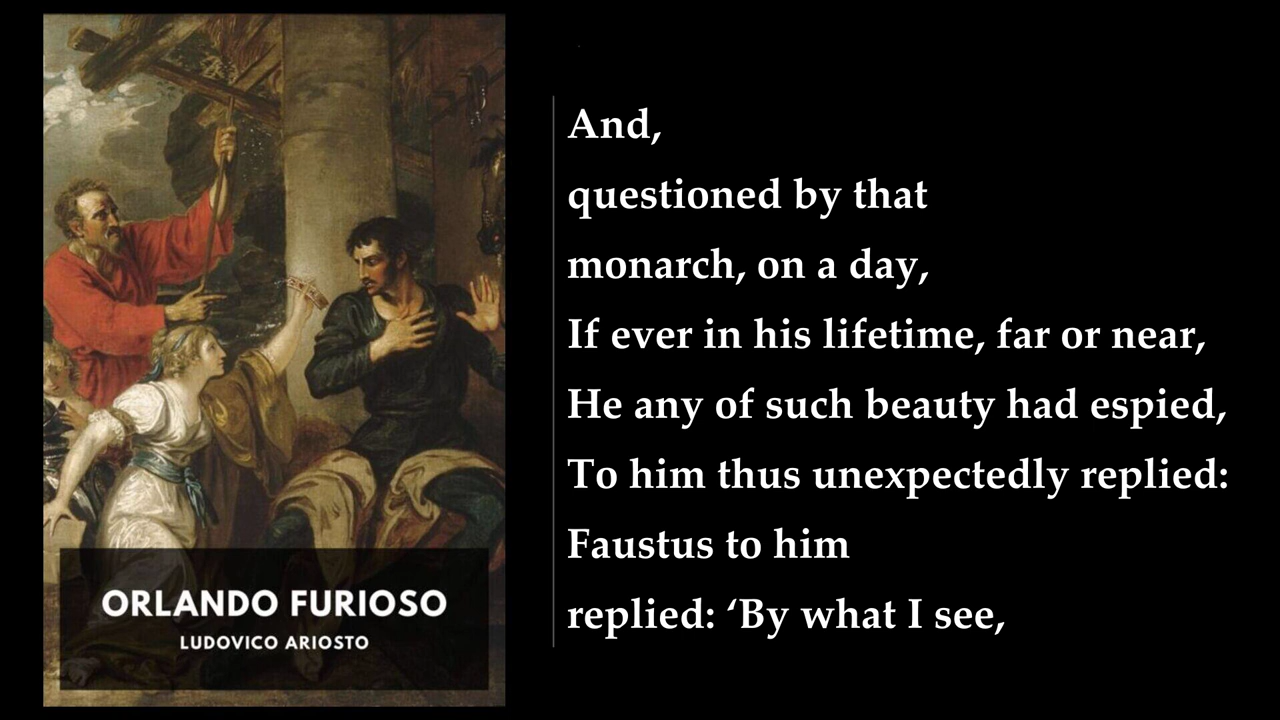 ORLANDO FURIOSO
LUDOVICO ARIOSTO
And,
questioned by that
monarch, on a day,
If ever in his lifetime, far or near,
He any of such beauty had espied,
To him thus unexpectedly replied:
Faustus to him
replied: ‘By what I see,